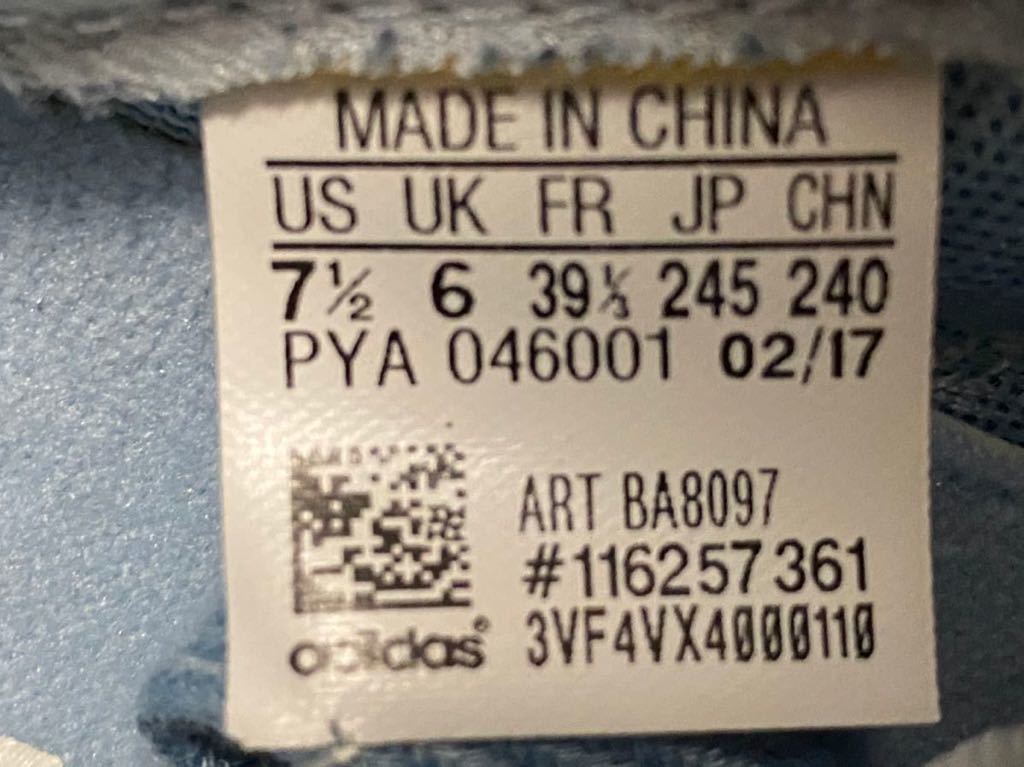 MADE IN CHINA
US UK FR JP CHN
7½ 6 39⅓ 245 240
PYA 046001 02/17
ART BA8097
#116257361
3VF4VX4000110
adidas®